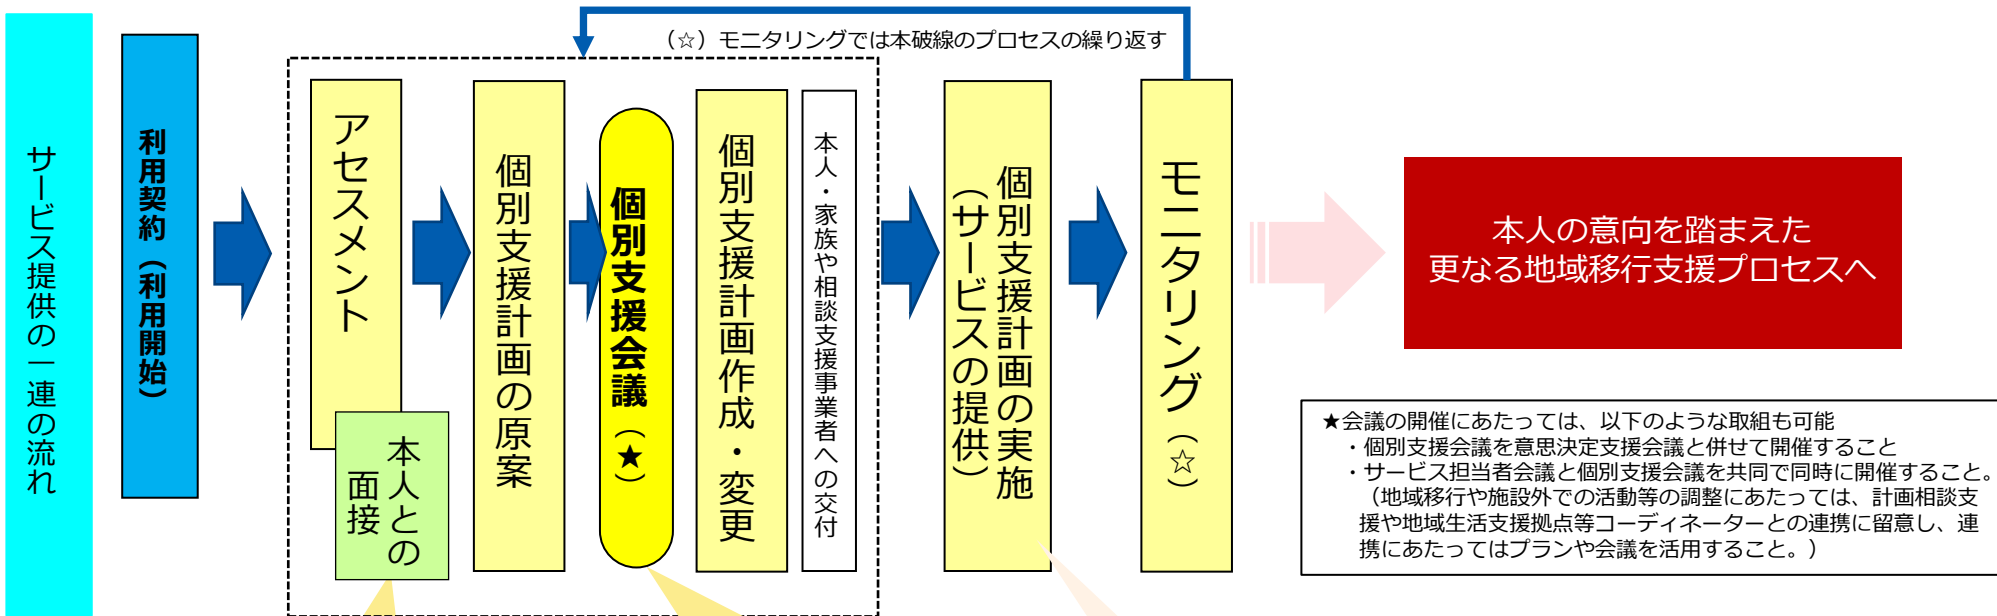 サービス提供の一連の流れ
利用契約（利用開始）
（☆）モニタリングでは本破線のプロセスの繰り返す
アセスメント
本人との
面接
個別支援計画の原案
個別支援会議（★）
個別支援計画作成・変更
本人・家族や相談支援事業者への交付
個別支援計画の実施
（サービスの提供）
モニタリング（☆）
本人の意向を踏まえた
更なる地域移行支援プロセスへ
★会議の開催にあたっては、以下のような取組も可能
・個別支援会議を意思決定支援会議と併せて開催すること
・サービス担当者会議と個別支援会議を共同で同時に開催すること。
（地域移行や施設外での活動等の調整にあたっては、計画相談支
援や地域生活支援拠点等コーディネーターとの連携に留意し、連
携にあたってはプランや会議を活用すること。）